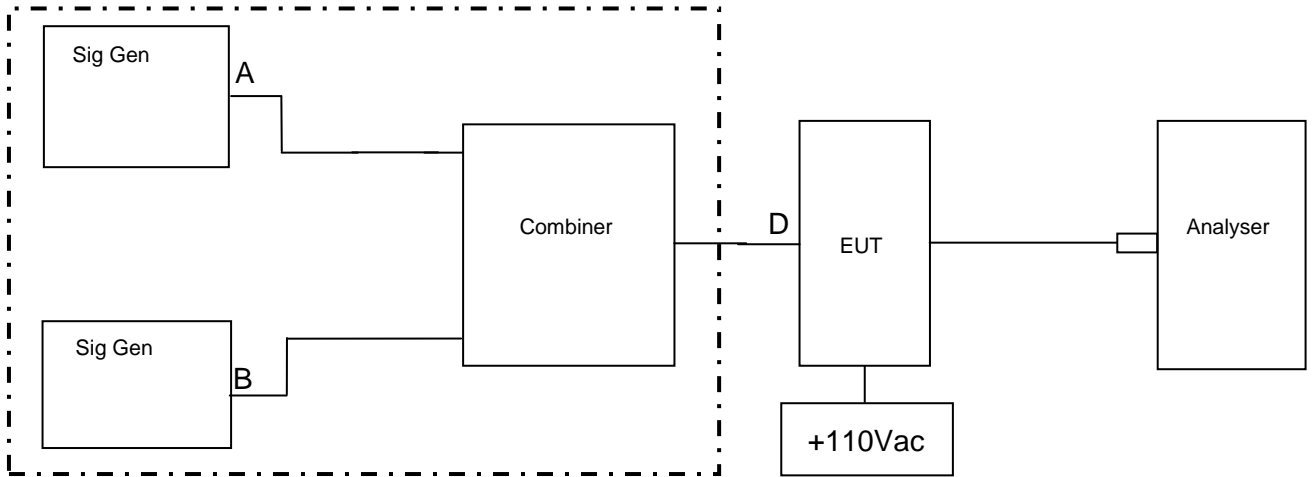 Sig Gen
A
Combiner
D
EUT
Analyser
Sig Gen
B
+110Vac